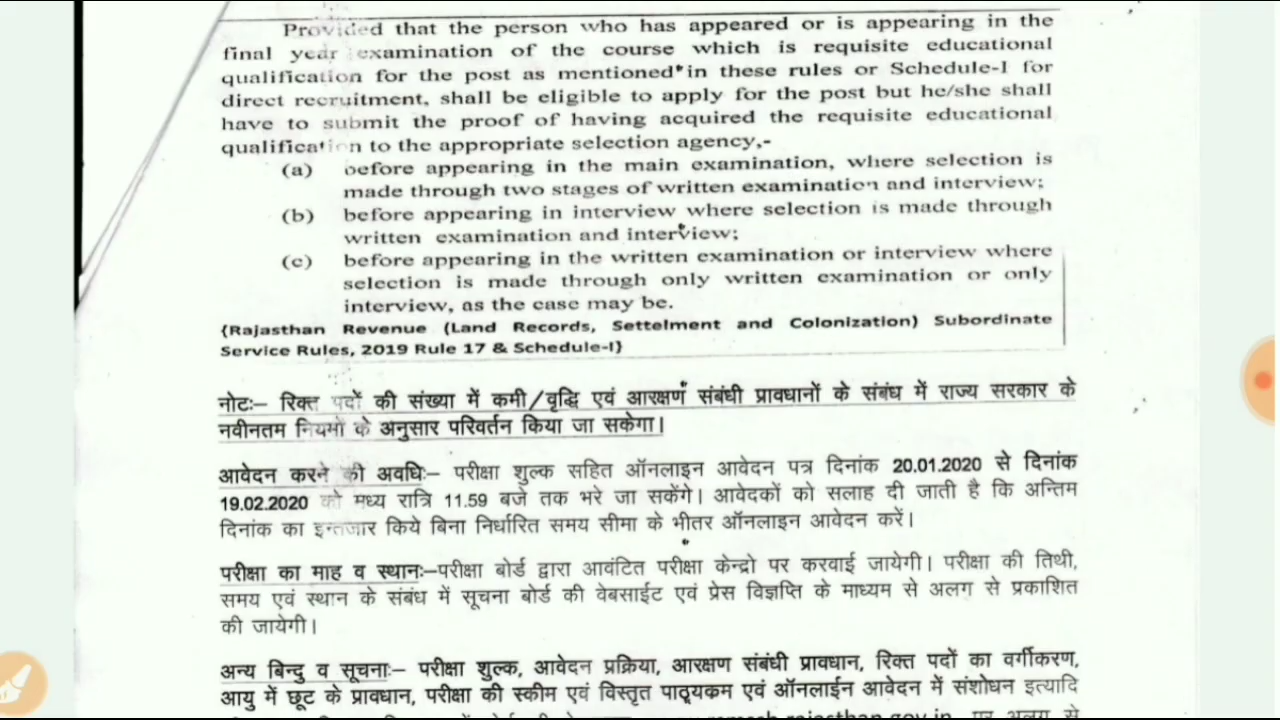 Provided that the person who has appeared or is appearing in the
final year examination of the course which is requisite educational
qualification for the post as mentioned in these rules or Schedule-I for
direct recruitment, shall be eligible to apply for the post but he/she shall
have to submit the proof of having acquired the requisite educational
qualification to the appropriate selection agency,-
(a) before appearing in the main examination, where selection is
made through two stages of written examination and interview;
(b) before appearing in interview where selection is made through
written examination and interview;
(c) before appearing in the written examination or interview where
selection is made through only written examination or only
interview, as the case may be.
{Rajasthan Revenue (Land Records, Settelment and Colonization) Subordinate
Service Rules, 2019 Rule 17 & Schedule-I}
नोटः– रिक्त पदों की संख्या में कमी/वृद्धि एवं आरक्षण संबंधी प्रावधानों के संबंध में राज्य सरकार के
नवीनतम नियमों के अनुसार परिवर्तन किया जा सकेगा।
आवेदन करने की अवधिः– परीक्षा शुल्क सहित ऑनलाइन आवेदन पत्र दिनांक 20.01.2020 से दिनांक
19.02.2020 को मध्य रात्रि 11.59 बजे तक भरे जा सकेंगे। आवेदकों को सलाह दी जाती है कि अन्तिम
दिनांक का इन्तजार किये बिना निर्धारित समय सीमा के भीतर ऑनलाइन आवेदन करें।
परीक्षा का माह व स्थानः–परीक्षा बोर्ड द्वारा आवंटित परीक्षा केन्द्रो पर करवाई जायेगी। परीक्षा की तिथी,
समय एवं स्थान के संबंध में सूचना बोर्ड की वेबसाईट एवं प्रेस विज्ञप्ति के माध्यम से अलग से प्रकाशित
की जायेगी।
अन्य बिन्दु व सूचनाः– परीक्षा शुल्क, आवेदन प्रक्रिया, आरक्षण संबंधी प्रावधान, रिक्त पदों का वर्गीकरण,
आयु में छूट के प्रावधान, परीक्षा की स्कीम एवं विस्तृत पाठ्यकम एवं ऑनलाईन आवेदन में संशोधन इत्यादि
rajasthan.gov.in पर अलग से